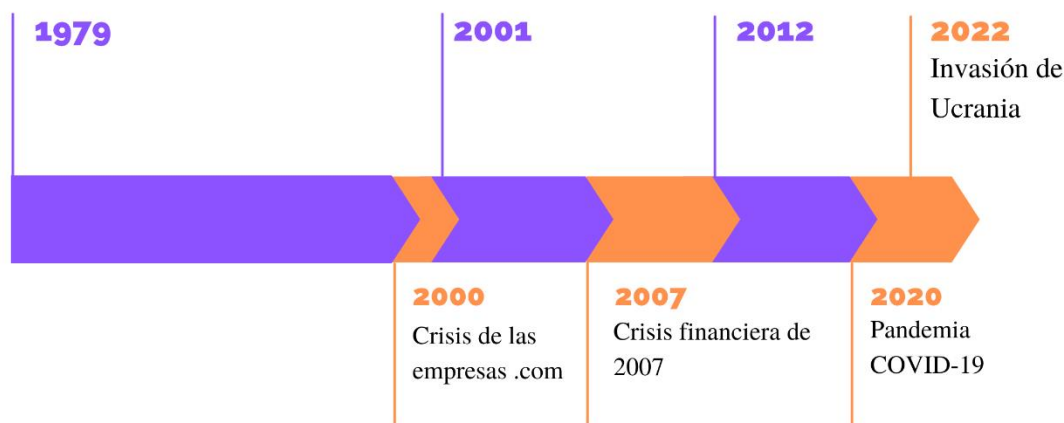 1979
2001
2012
2022
Invasión de
Ucrania
2000
Crisis de las
empresas .com
2007
Crisis financiera de
2007
2020
Pandemia
COVID-19